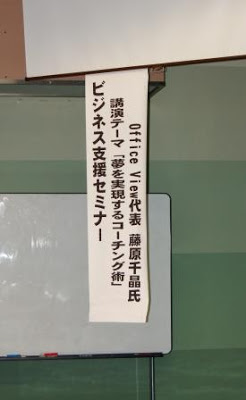 Office View代表 藤原千晶氏
講演テーマ「夢を実現するコーチング術」
ビジネス支援セミナー